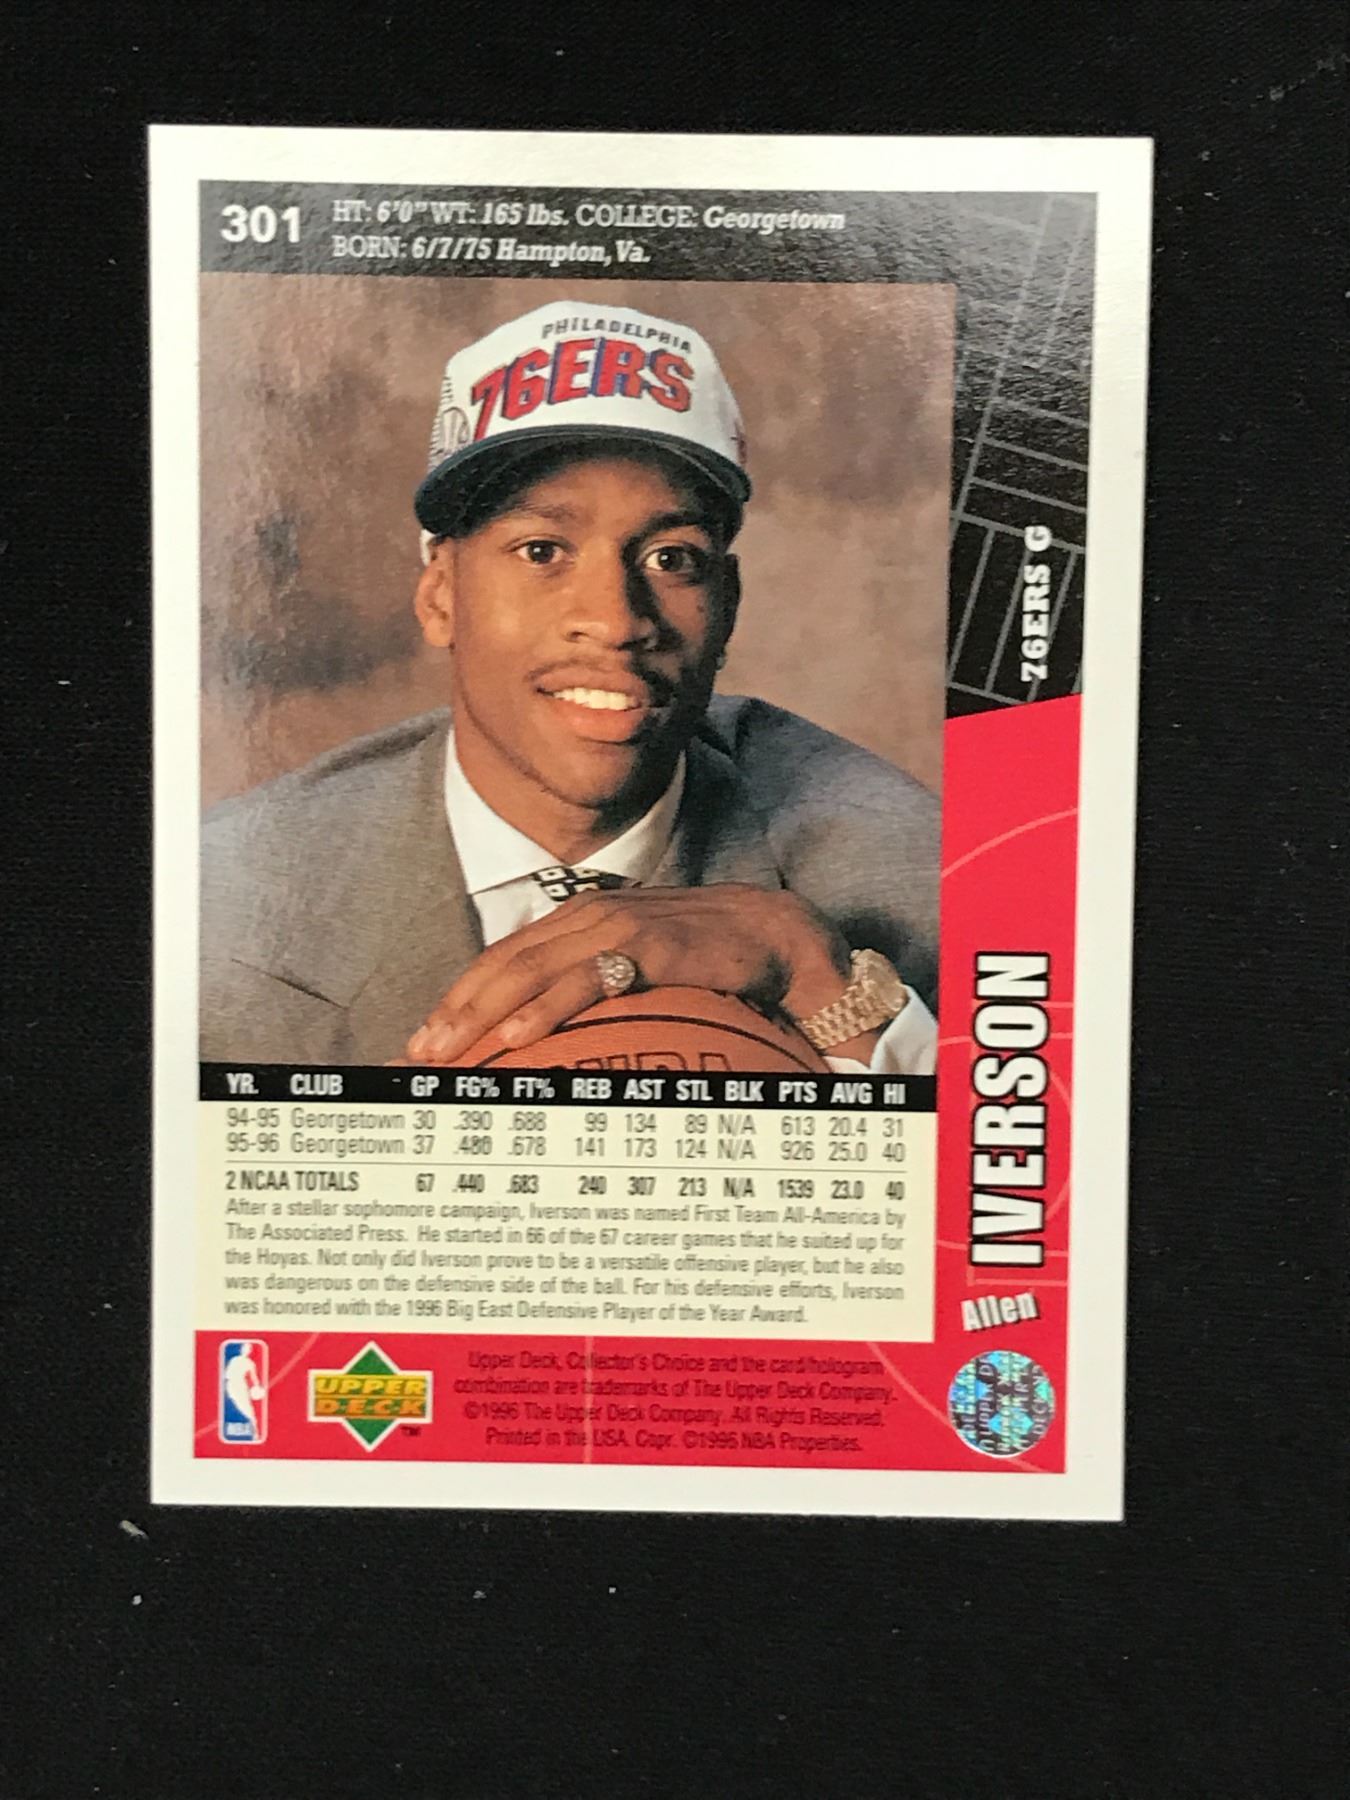 301
HT: 6'0" WT: 165 lbs. COLLEGE: Georgetown
BORN: 6/7/75 Hampton, Va.
PHILADELPHIA
76ERS
76ERS G
IVERSON
Allen
YR. CLUB GP FG% FT% REB AST STL BLK PTS AVG HI
94-95 Georgetown 30 .390 .688 99 134 89 N/A 613 20.4 31
95-96 Georgetown 37 .480 .678 141 173 124 N/A 926 25.0 40
2 NCAA TOTALS 67 .440 .683 240 307 213 N/A 1539 23.0 40
After a stellar sophomore campaign, Iverson was named First Team All-America by
The Associated Press. He started in 66 of the 67 career games that he suited up for
the Hoyas. Not only did Iverson prove to be a versatile offensive player, but he also
was dangerous on the defensive side of the ball. For his defensive efforts, Iverson
was honored with the 1996 Big East Defensive Player of the Year Award.
NBA
UPPER
DECK
TM
Upper Deck, Collector's Choice and the card/hologram
combination are trademarks of The Upper Deck Company.
©1996 The Upper Deck Company. All Rights Reserved.
Printed in the USA. Copr. ©1996 NBA Properties.